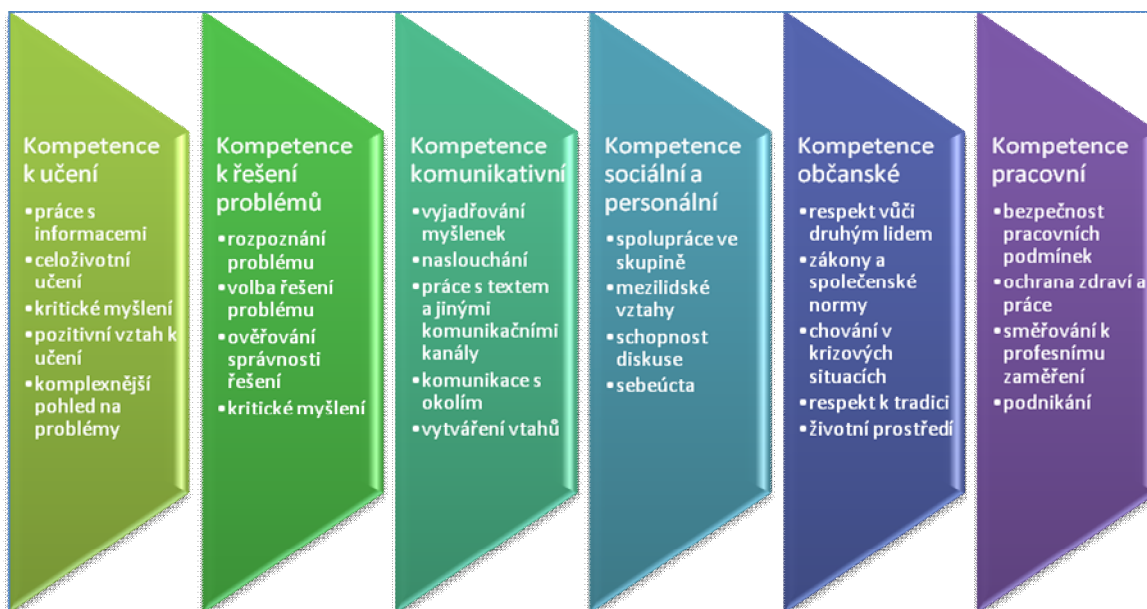 Kompetence
k učení
•práce s
informacemi
•celoživotní
učení
•kritické myšlení
•pozitivní vztah k
učení
•komplexnější
pohled na
problémy
Kompetence
k řešení
problémů
•rozpoznání
problému
•volba řešení
problému
•ověřování
správnosti
řešení
•kritické myšlení
Kompetence
komunikativní
•vyjadřování
myšlenek
•naslouchání
•práce s textem
a jinými
komunikačními
kanály
•komunikace s
okolím
•vytváření vtahů
Kompetence
sociální a
personální
•spolupráce ve
skupině
•mezilidské
vztahy
•schopnost
diskuse
•sebeúcta
Kompetence
občanské
•respekt vůči
druhým lidem
•zákony a
společenské
normy
•chování v
krizových
situacích
•respekt k tradici
•životní prostředí
Kompetence
pracovní
•bezpečnost
pracovních
podmínek
•ochrana zdraví a
práce
•směřování k
profesnímu
zaměření
•podnikání